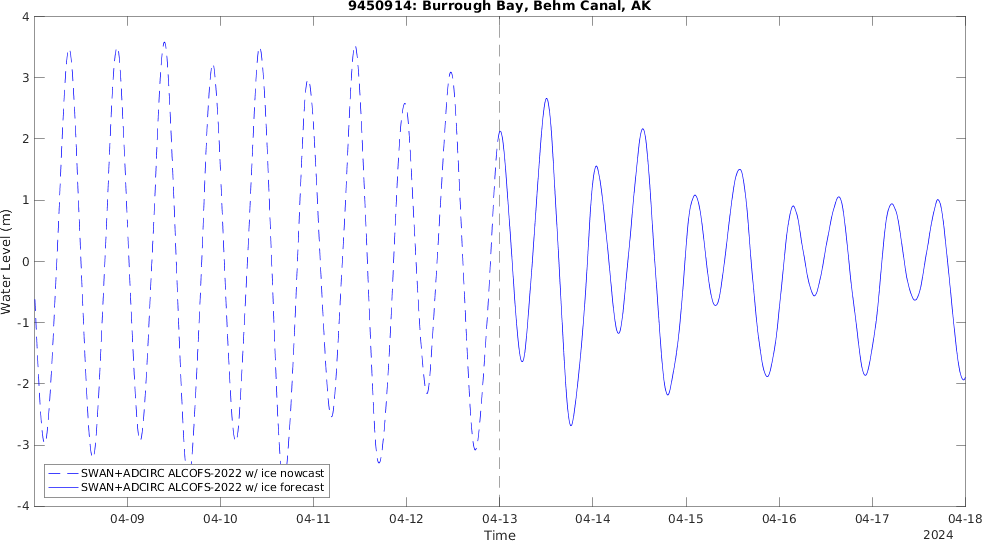 9450914: Burrough Bay, Behm Canal, AK
Water Level (m)
4
3
2
1
0
-1
-2
-3
-4
SWAN+ADCIRC ALCOFS-2022 w/ ice nowcast
SWAN+ADCIRC ALCOFS-2022 w/ ice forecast
04-09 04-10 04-11 04-12 04-13 04-14 04-15 04-16 04-17 04-18
Time
2024